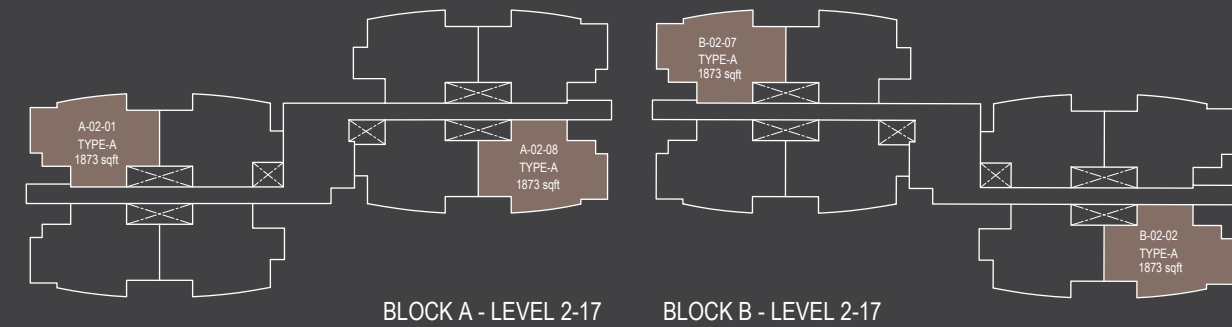 A-02-01
TYPE-A
1873 sqft
A-02-08
TYPE-A
1873 sqft
B-02-07
TYPE-A
1873 sqft
B-02-02
TYPE-A
1873 sqft
BLOCK A - LEVEL 2-17
BLOCK B - LEVEL 2-17